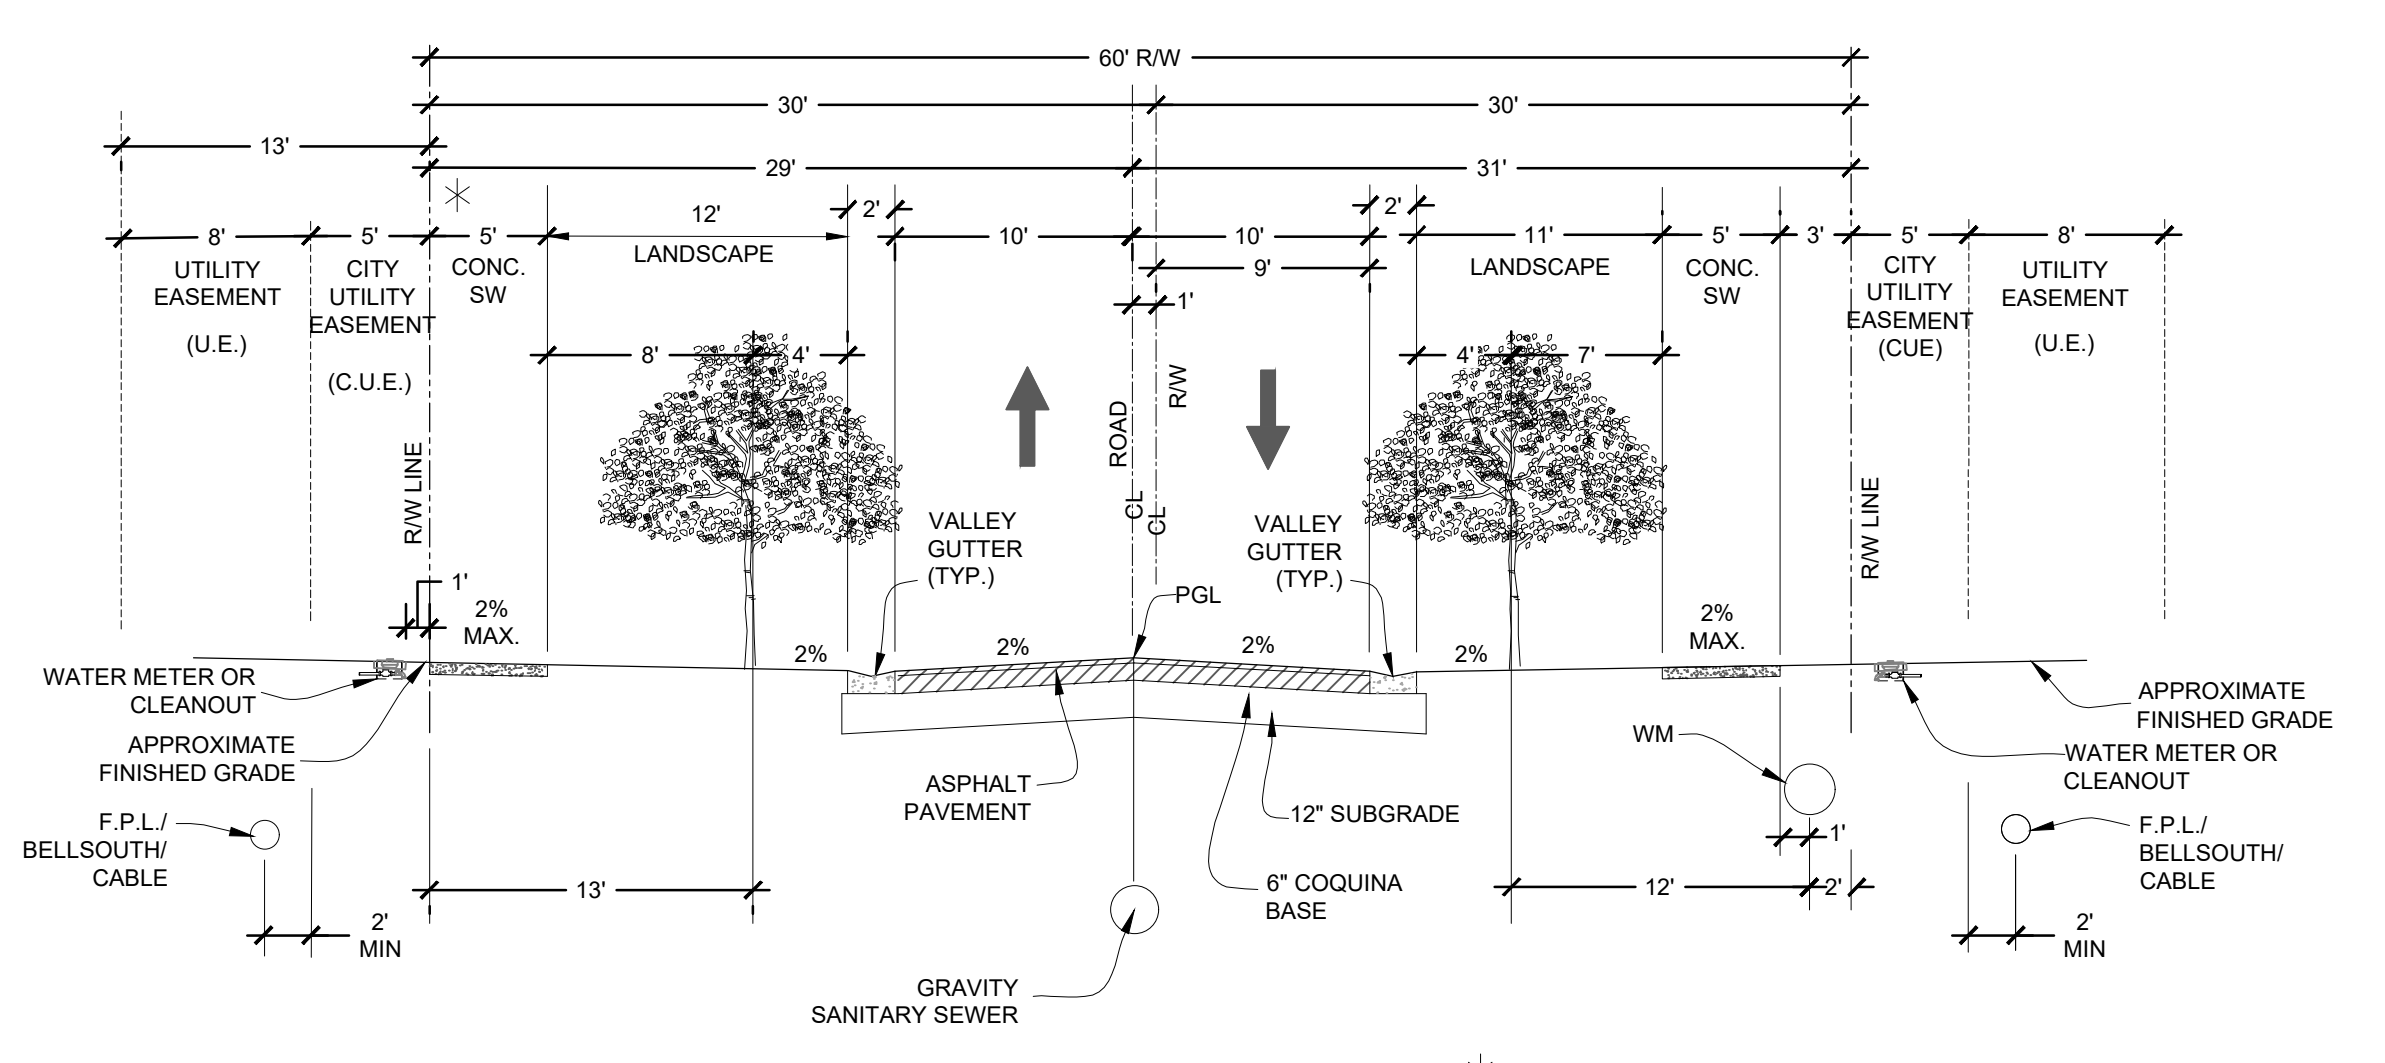 60' R/W
30'
30'
13'
29'
31'
8'
5'
5'
12'
2'
10'
10'
2'
11'
5'
3'
5'
8'
9'
1'
UTILITY
EASEMENT
(U.E.)
CITY
UTILITY
EASEMENT
(C.U.E.)
CONC.
SW
LANDSCAPE
LANDSCAPE
CONC.
SW
CITY
UTILITY
EASEMENT
(CUE)
UTILITY
EASEMENT
(U.E.)
8'
4'
4'
7'
R/W LINE
ROAD
CL
R/W
CL
R/W LINE
VALLEY
GUTTER
(TYP.)
VALLEY
GUTTER
(TYP.)
1'
2%
MAX.
PGL
2%
MAX.
2%
2%
2%
2%
WATER METER OR
CLEANOUT
APPROXIMATE
FINISHED GRADE
F.P.L./
BELLSOUTH/
CABLE
2'
MIN
13'
ASPHALT
PAVEMENT
12" SUBGRADE
6" COQUINA
BASE
GRAVITY
SANITARY SEWER
WM
1'
12'
2'
APPROXIMATE
FINISHED GRADE
WATER METER OR
CLEANOUT
F.P.L./
BELLSOUTH/
CABLE
2'
MIN